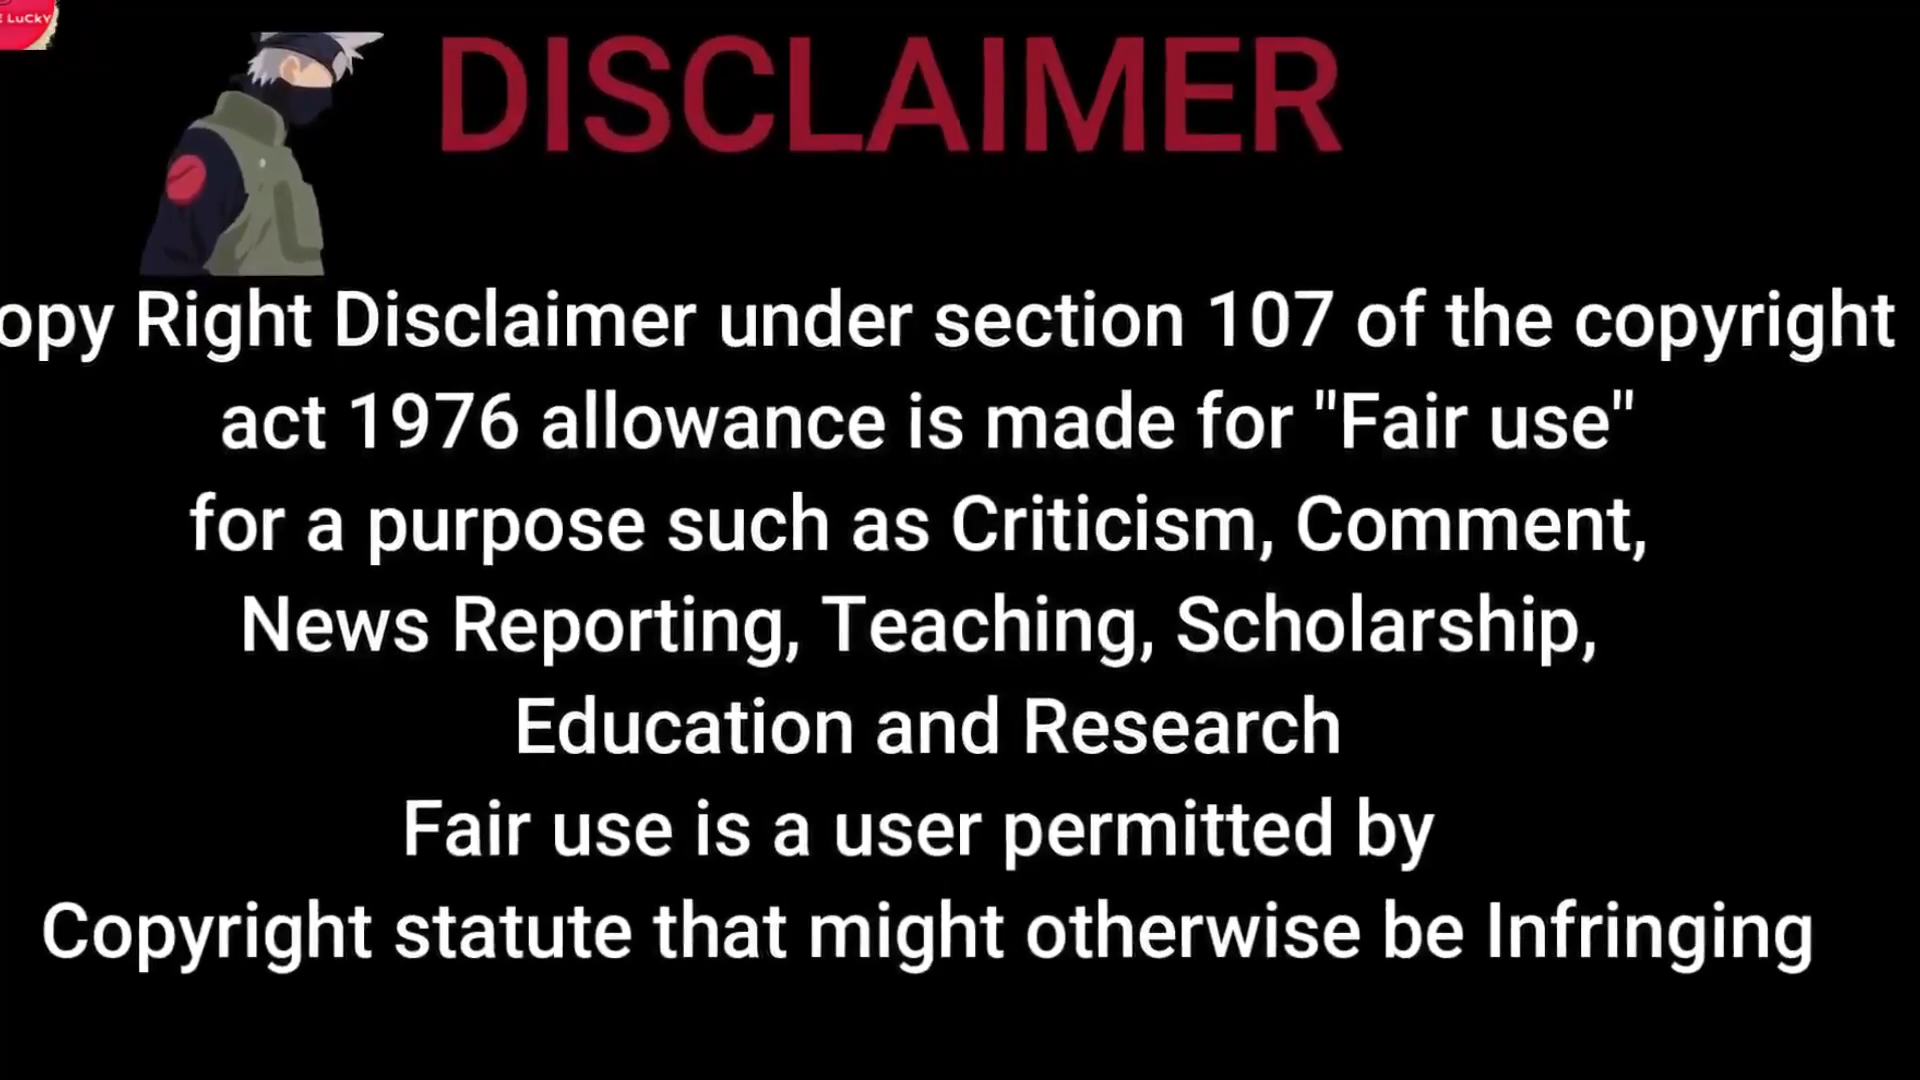 LuCkY
DISCLAIMER
opy Right Disclaimer under section 107 of the copyright
act 1976 allowance is made for "Fair use"
for a purpose such as Criticism, Comment,
News Reporting, Teaching, Scholarship,
Education and Research
Fair use is a user permitted by
Copyright statute that might otherwise be Infringing